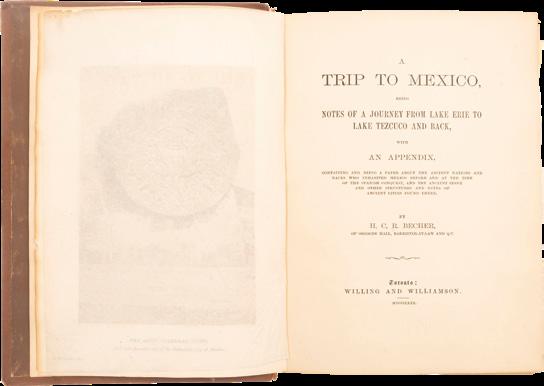 A
TRIP TO MEXICO,
BEING
NOTES OF A JOURNEY FROM LAKE ERIE TO
LAKE TEZCUCO AND BACK,
WITH
AN APPENDIX,
CONTAINING AND BEING A PAPER ABOUT THE ANCIENT NATIONS AND
RACES WHO INHABITED MEXICO BEFORE AND AT THE TIME
OF THE SPANISH CONQUEST, AND THE ANCIENT STONE
AND OTHER STRUCTURES AND RUINS OF
ANCIENT CITIES FOUND THERE.
BY
H. C. R. BECHER,
OF OSGOODE HALL, BARRISTER-AT-LAW AND Q.C.
Toronto:
WILLING AND WILLIAMSON.